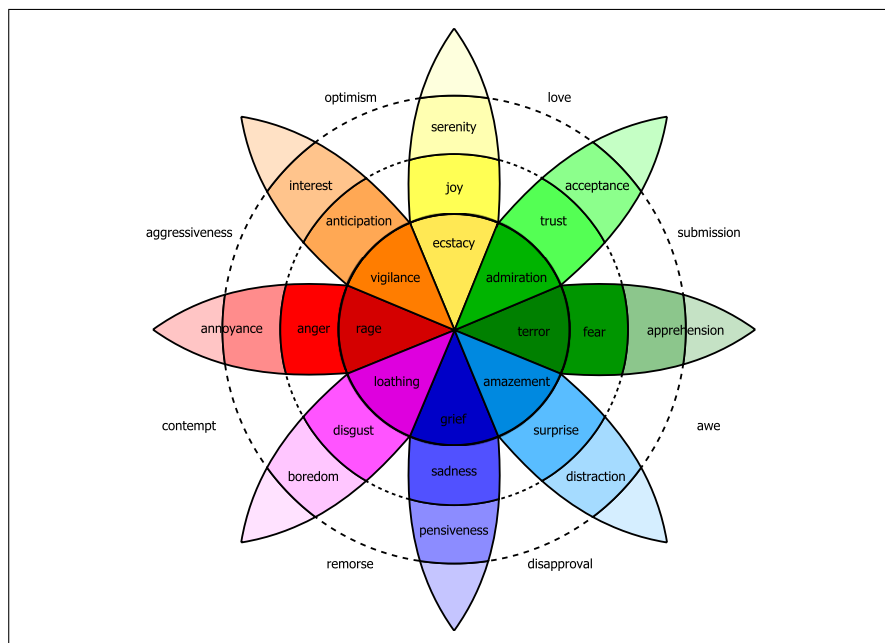 optimism
love
serenity
interest
acceptance
joy
anticipation
trust
aggressiveness
submission
ecstacy
vigilance
admiration
annoyance
anger
rage
terror
fear
apprehension
loathing
amazement
grief
contempt
awe
disgust
surprise
sadness
boredom
distraction
pensiveness
remorse
disapproval